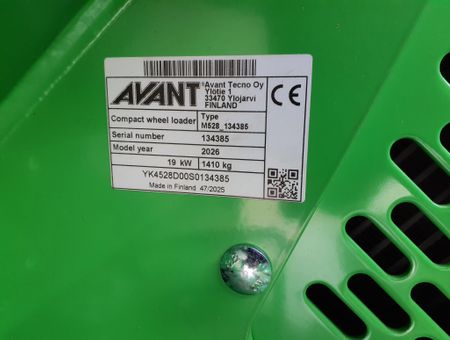 AVANT® Avant Tecno Oy
Ylötie 1
33470 Ylöjärvi
FINLAND
CE
Compact wheel loader Type
M528_134385
Serial number 134385
Model year 2026
19 kW 1410 kg
YK4528D00S0134385
Made in Finland 47/2025